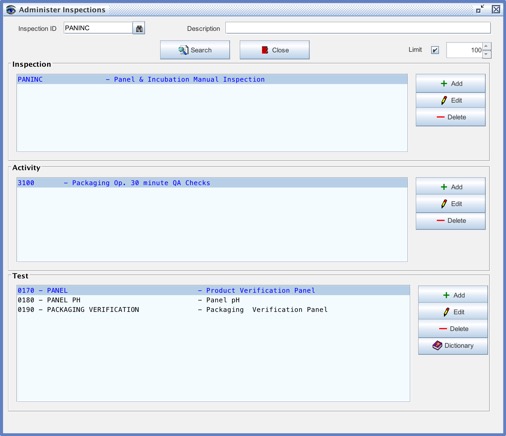 Administer Inspections
Inspection ID PANINC Description
Search Close Limit 100
Inspection
PANINC - Panel & Incubation Manual Inspection
Add
Edit
Delete
Activity
3100 - Packaging Op. 30 minute QA Checks
Add
Edit
Delete
Test
0170 - PANEL - Product Verification Panel
0180 - PANEL PH - Panel pH
0190 - PACKAGING VERIFICATION - Packaging Verification Panel
Add
Edit
Delete
Dictionary